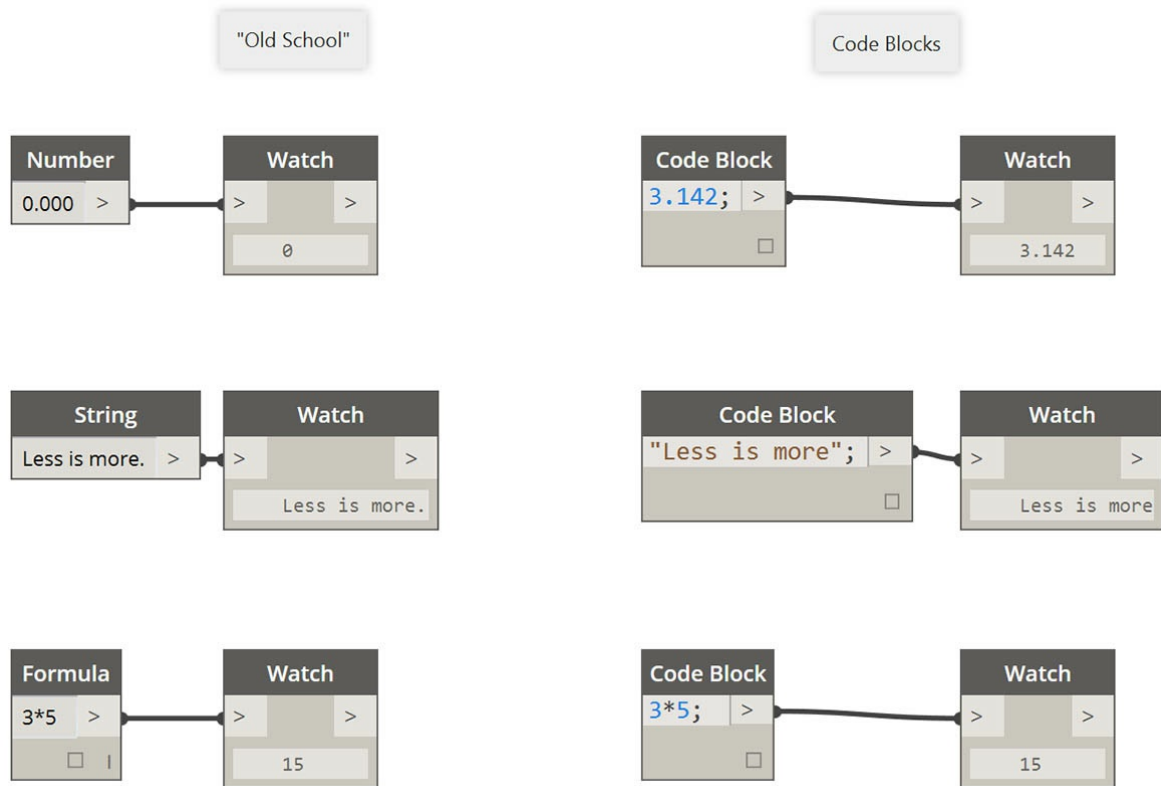 "Old School"
Code Blocks
Number
Watch
Code Block
Watch
0.000 >
> >
3.142; >
> >
0
3.142
String
Watch
Code Block
Watch
Less is more. >
> >
"Less is more"; >
> >
Less is more.
Less is more
Formula
Watch
Code Block
Watch
3*5 >
> >
3*5; >
> >
15
15